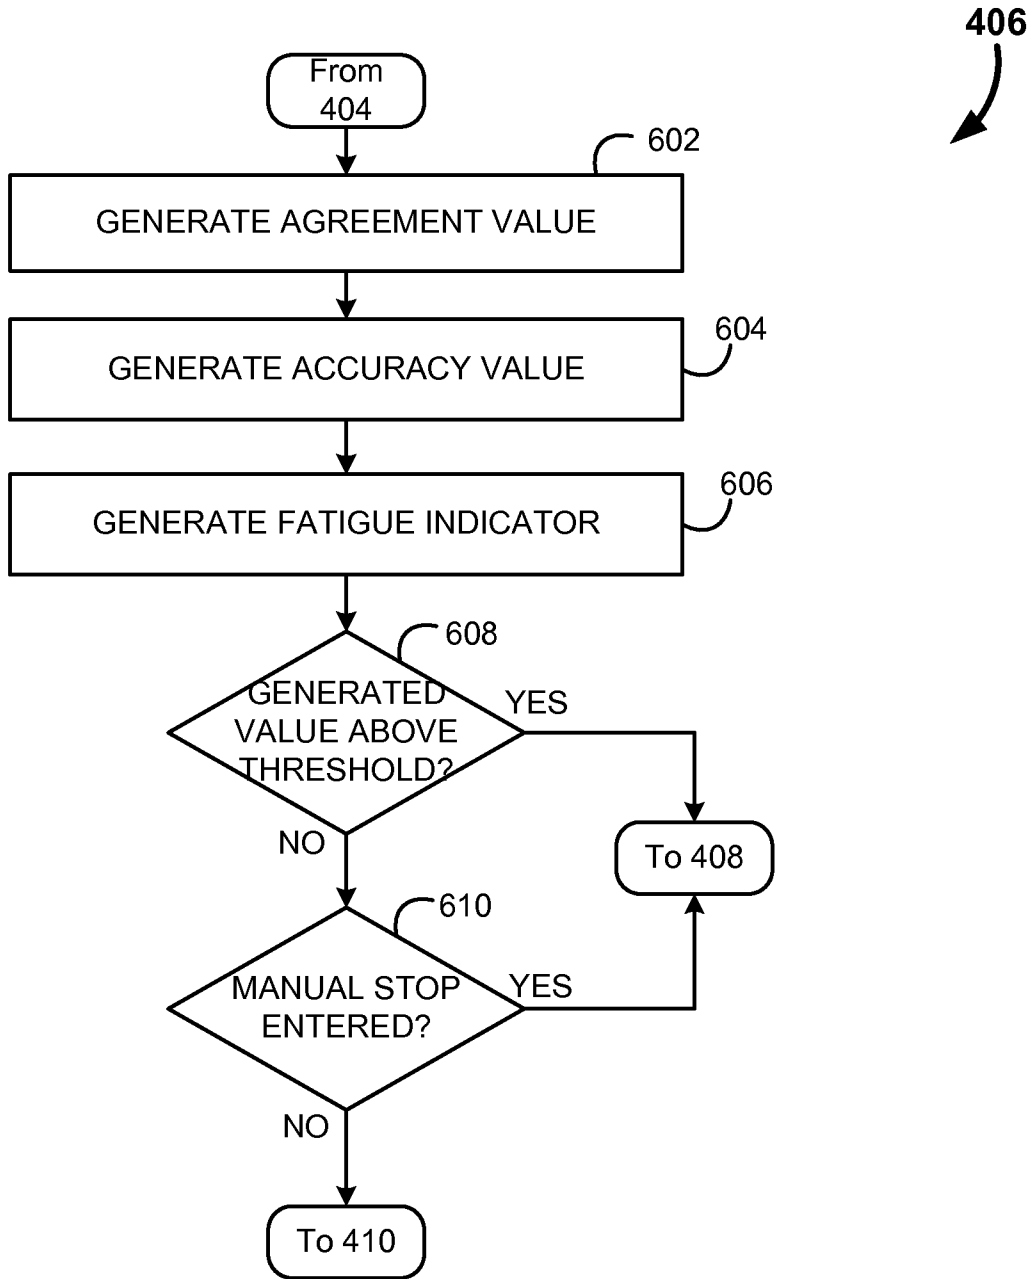 406
From
404
602
GENERATE AGREEMENT VALUE
604
GENERATE ACCURACY VALUE
606
GENERATE FATIGUE INDICATOR
608
GENERATED
VALUE ABOVE
THRESHOLD?
YES
NO
To 408
610
MANUAL STOP
ENTERED?
YES
NO
To 410